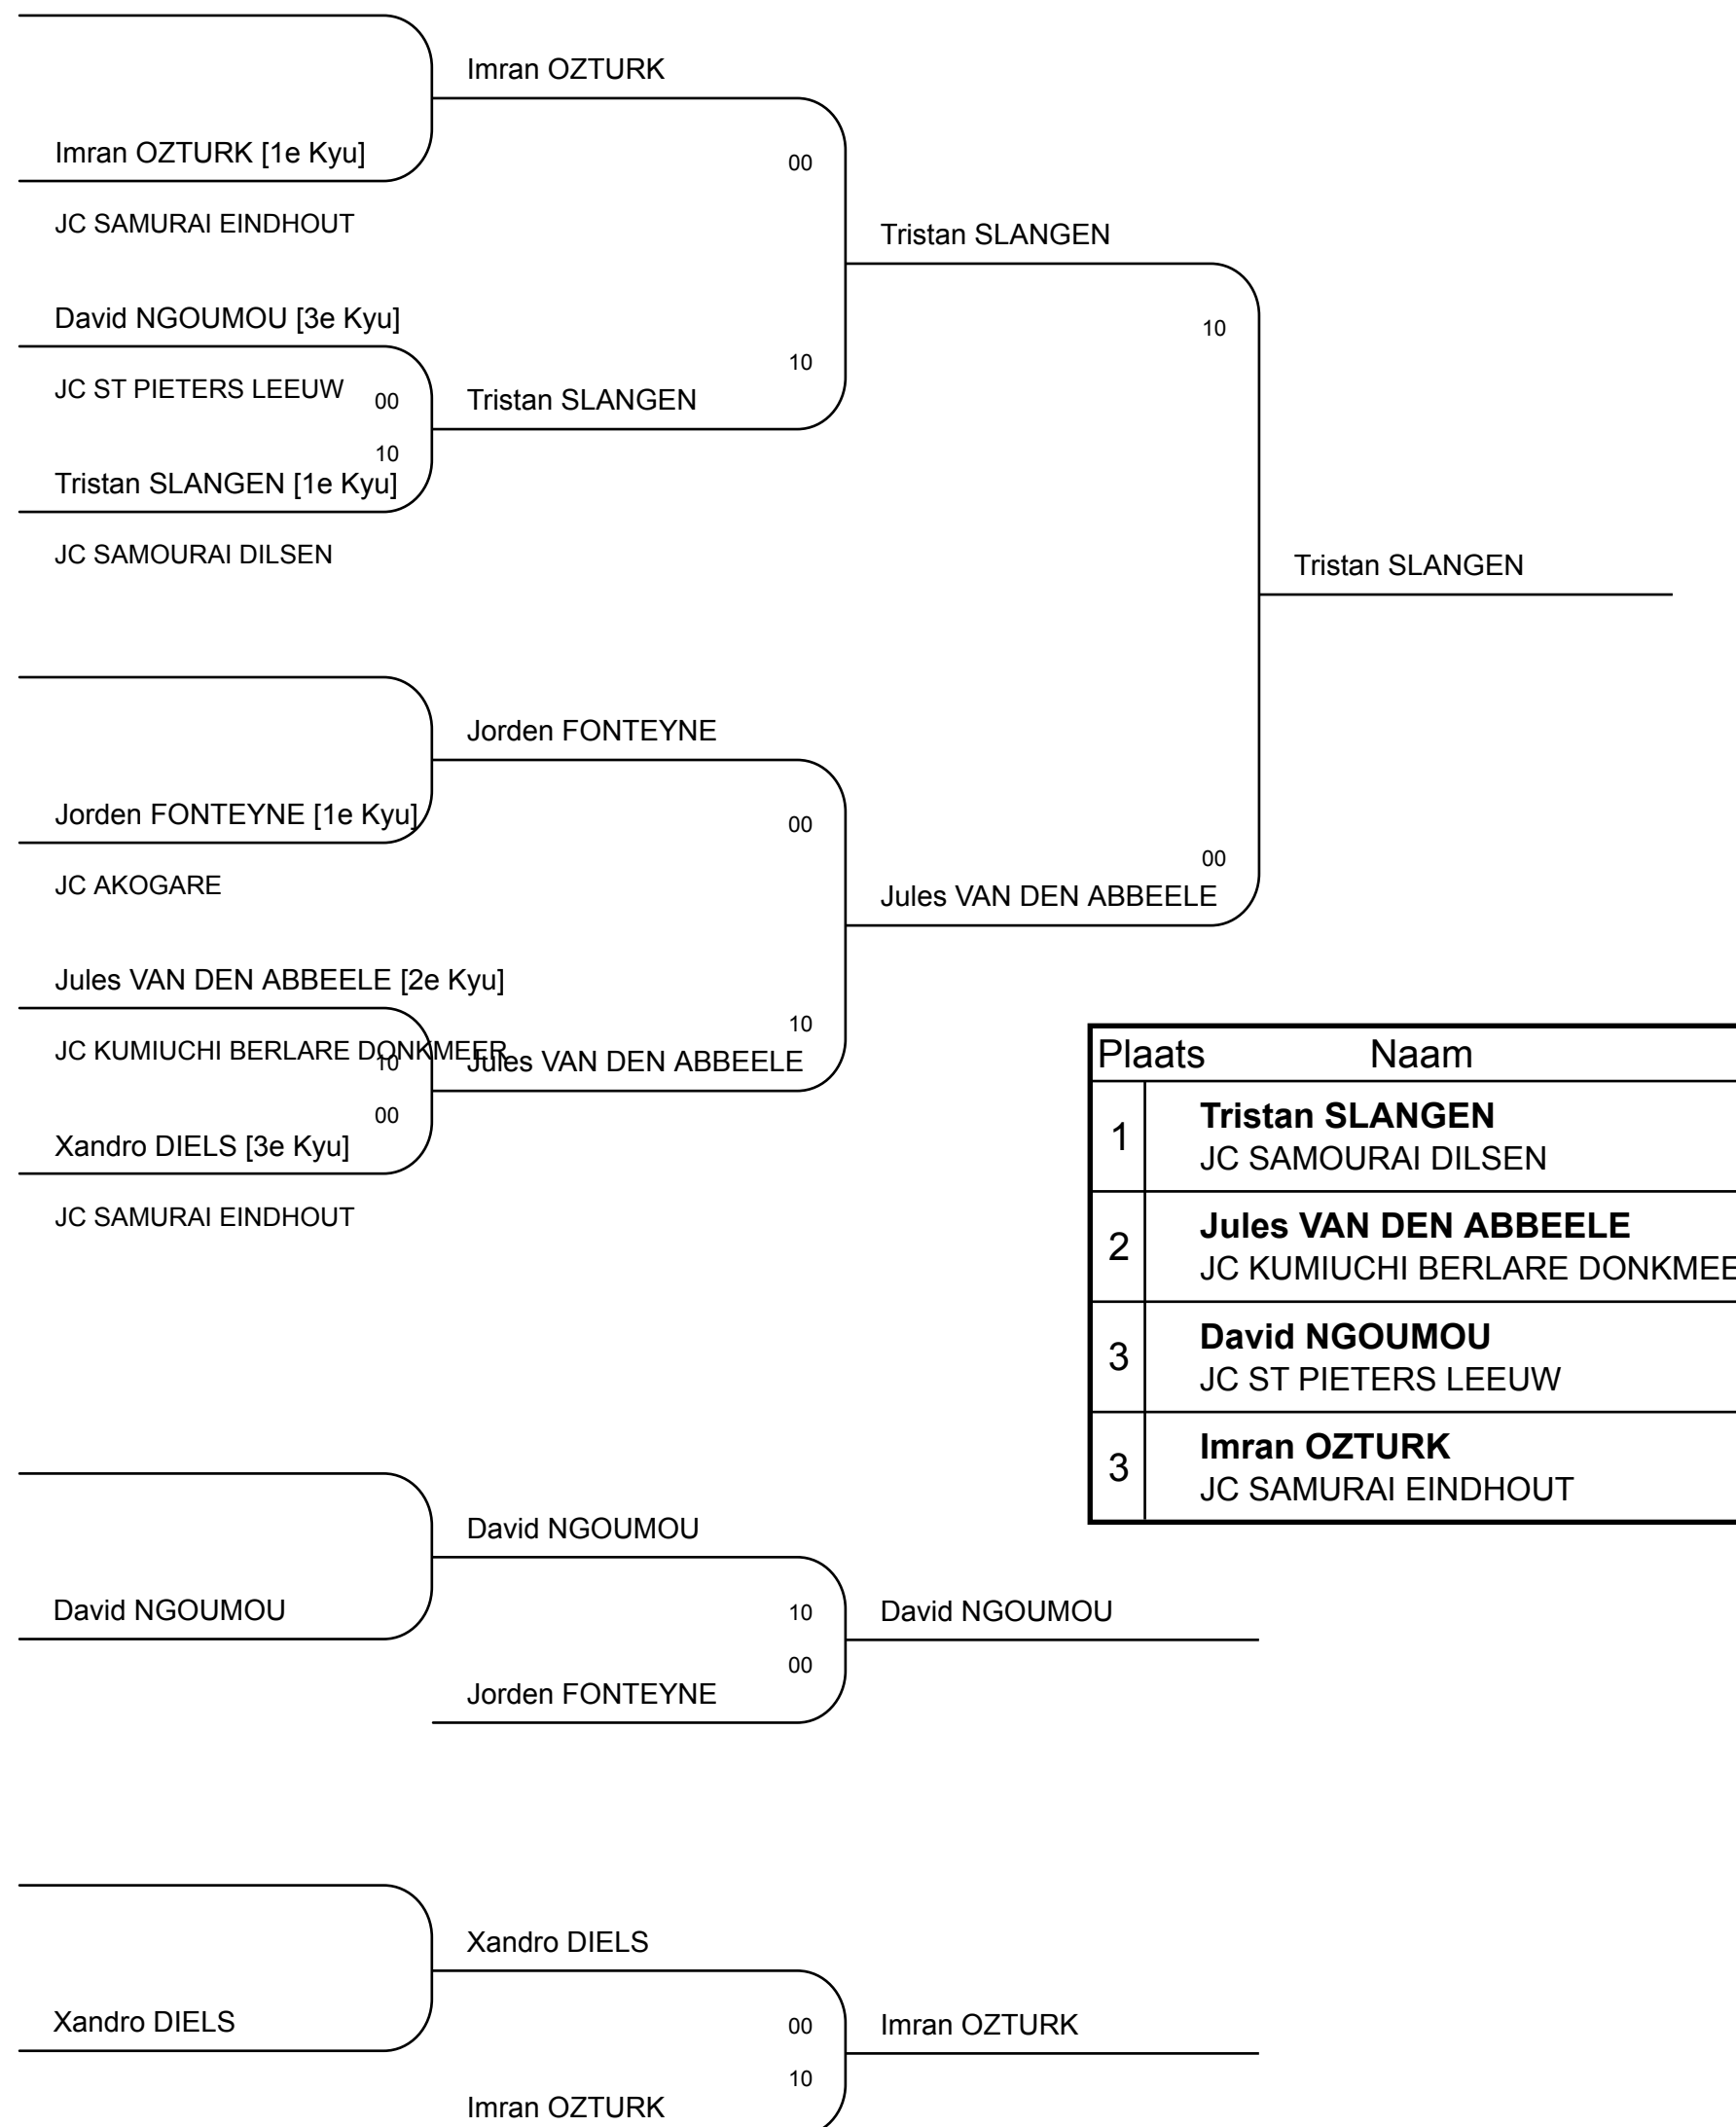 Imran OZTURK
Imran OZTURK [1e Kyu]
00
JC SAMURAI EINDHOUT
Tristan SLANGEN
David NGOUMOU [3e Kyu]
10
10
JC ST PIETERS LEEUW
00
Tristan SLANGEN
10
Tristan SLANGEN [1e Kyu]
JC SAMOURAI DILSEN
Tristan SLANGEN
Jorden FONTEYNE
Jorden FONTEYNE [1e Kyu]
00
00
JC AKOGARE
Jules VAN DEN ABBEELE
Jules VAN DEN ABBEELE [2e Kyu]
10
JC KUMIUCHI BERLARE DONKMEER
10
Jules VAN DEN ABBEELE
00
Xandro DIELS [3e Kyu]
JC SAMURAI EINDHOUT
Plaats Naam
1 Tristan SLANGEN
JC SAMOURAI DILSEN
2 Jules VAN DEN ABBEELE
JC KUMIUCHI BERLARE DONKMEE
3 David NGOUMOU
JC ST PIETERS LEEUW
3 Imran OZTURK
JC SAMURAI EINDHOUT
David NGOUMOU
David NGOUMOU
10
David NGOUMOU
00
Jorden FONTEYNE
Xandro DIELS
Xandro DIELS
00
Imran OZTURK
10
Imran OZTURK